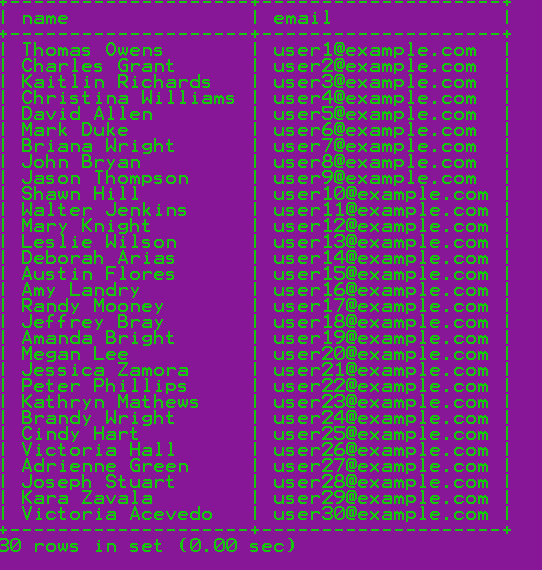 +-------------------+--------------------+
| name              | email              |
+-------------------+--------------------+
| Thomas Owens      | user1@example.com  |
| Charles Grant     | user2@example.com  |
| Kaitlin Richards  | user3@example.com  |
| Christina Williams | user4@example.com  |
| David Allen       | user5@example.com  |
| Mark Duke         | user6@example.com  |
| Briana Wright     | user7@example.com  |
| John Bryan        | user8@example.com  |
| Jason Thompson    | user9@example.com  |
| Shawn Hill        | user10@example.com |
| Walter Jenkins    | user11@example.com |
| Mary Knight       | user12@example.com |
| Leslie Wilson     | user13@example.com |
| Deborah Arias     | user14@example.com |
| Austin Flores     | user15@example.com |
| Amy Landry        | user16@example.com |
| Randy Mooney      | user17@example.com |
| Jeffrey Bray      | user18@example.com |
| Amanda Bright     | user19@example.com |
| Megan Lee         | user20@example.com |
| Jessica Zamora    | user21@example.com |
| Peter Phillips    | user22@example.com |
| Kathryn Mathews   | user23@example.com |
| Brandy Wright     | user24@example.com |
| Cindy Hart        | user25@example.com |
| Victoria Hall     | user26@example.com |
| Adrienne Green    | user27@example.com |
| Joseph Stuart     | user28@example.com |
| Kara Zavala       | user29@example.com |
| Victoria Acevedo  | user30@example.com |
+-------------------+--------------------+
30 rows in set (0.00 sec)